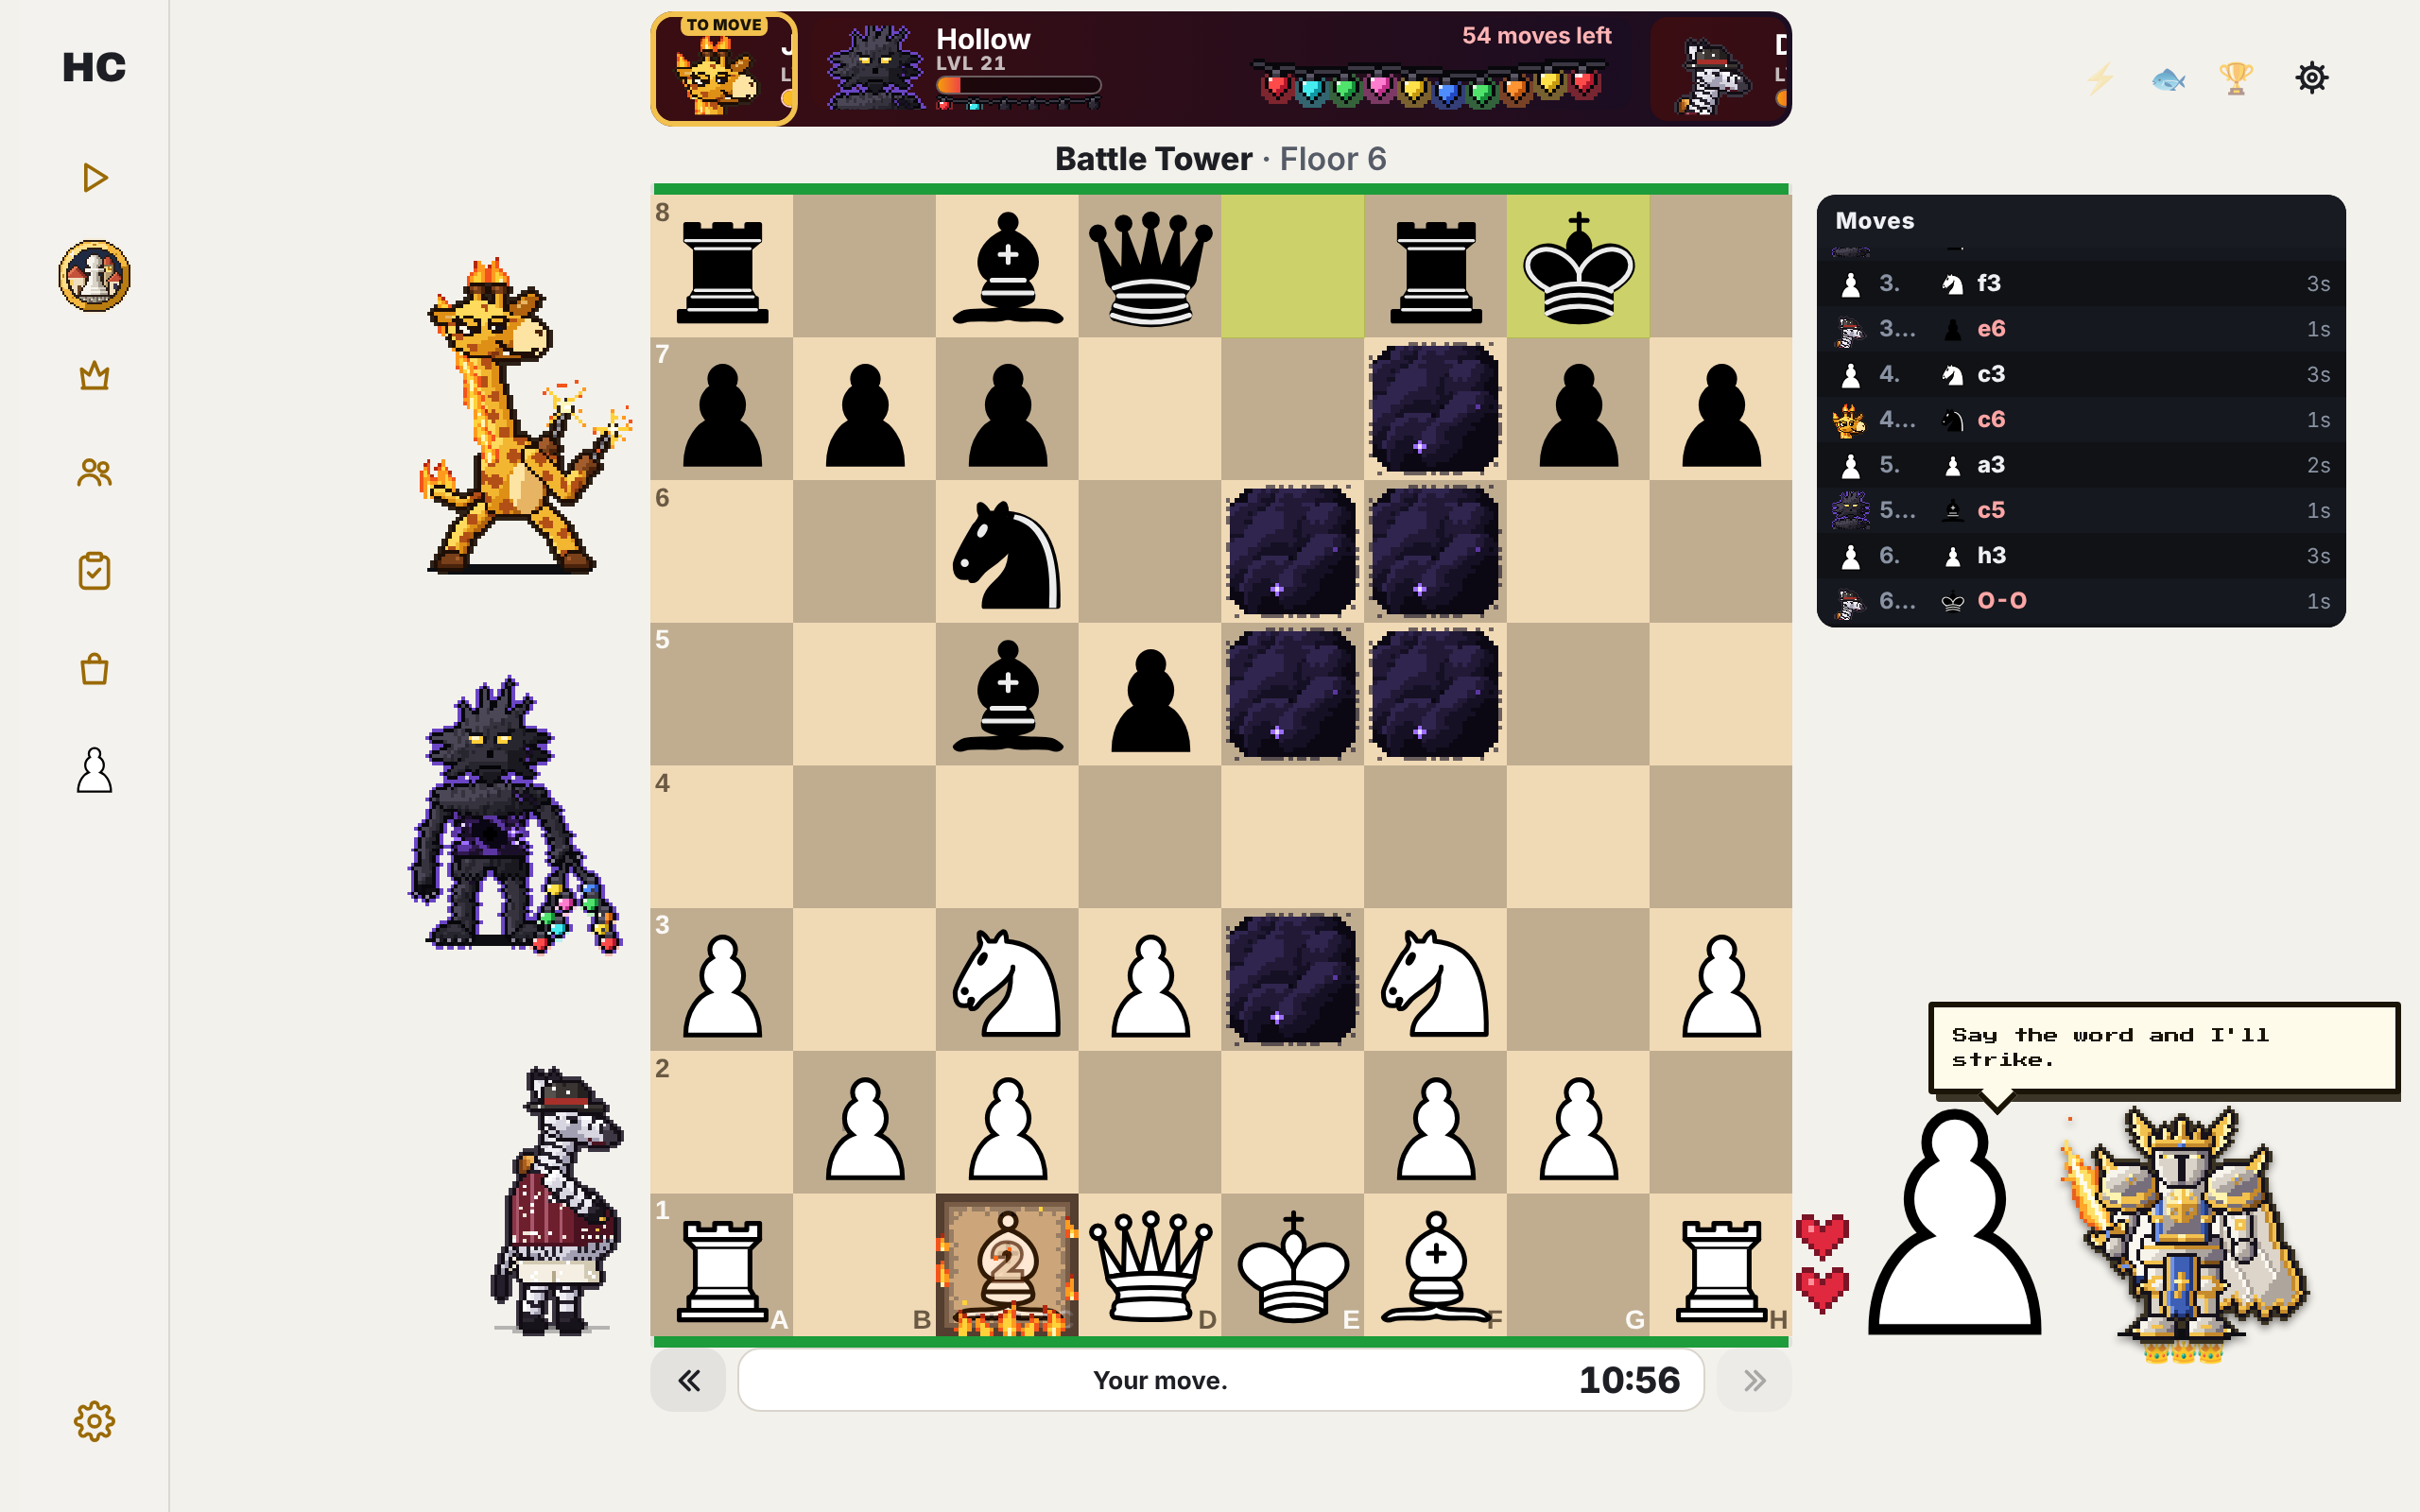 HC
TO MOVE
J
L
Hollow
LVL 21
54 moves left
D
L
Battle Tower · Floor 6
8
7
6
5
4
3
2
1
A
B
2
D
E
F
G
H
Moves
3. f3 3s
3... e6 1s
4. c3 3s
4... c6 1s
5. a3 2s
5... c5 1s
6. h3 3s
6... O-O 1s
Say the word and I'll
strike.
Your move.
10:56